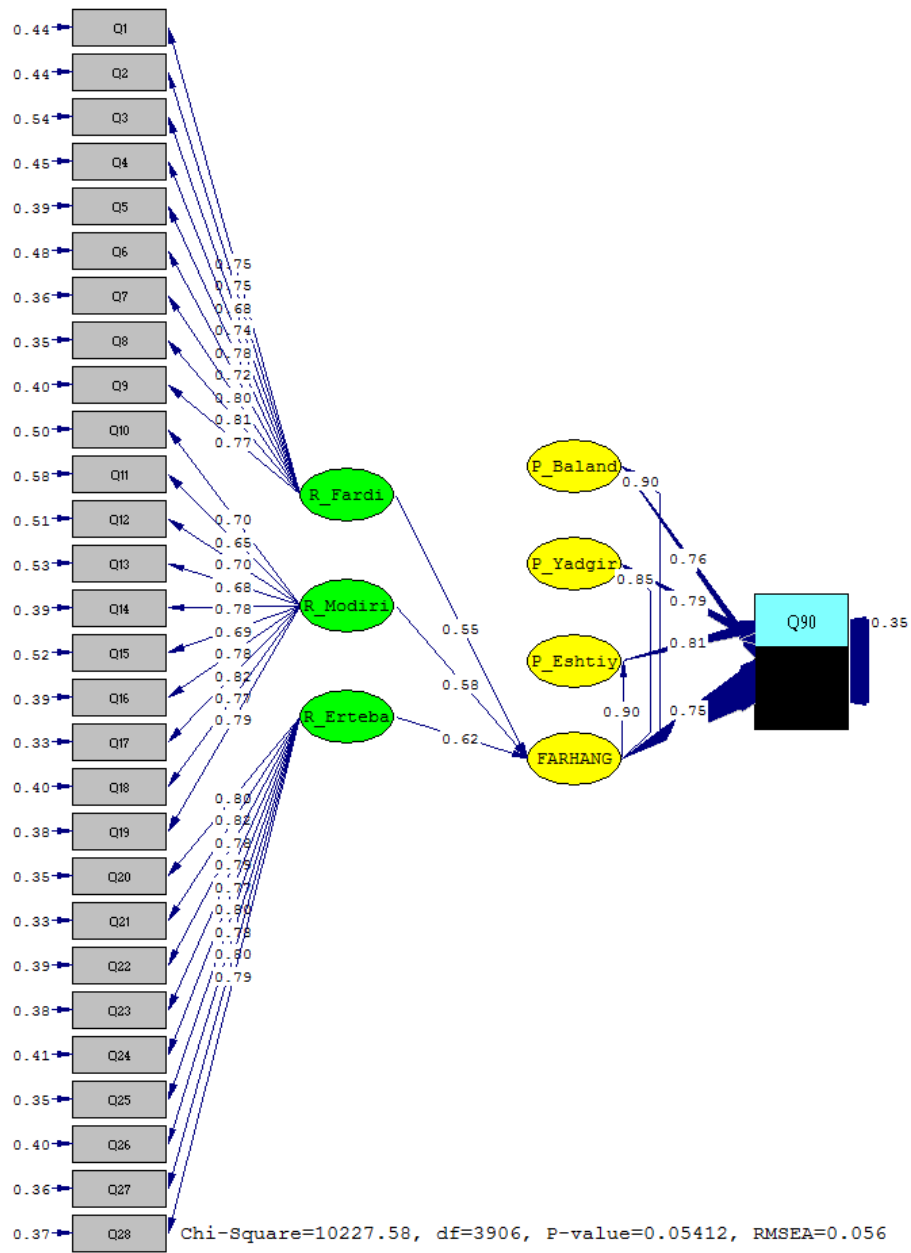 0.44 Q1
0.44 Q2
0.54 Q3
0.45 Q4
0.39 Q5
0.48 Q6
0.36 Q7
0.35 Q8
0.40 Q9
0.50 Q10
0.58 Q11
0.51 Q12
0.53 Q13
0.39 Q14
0.52 Q15
0.39 Q16
0.33 Q17
0.40 Q18
0.38 Q19
0.35 Q20
0.33 Q21
0.39 Q22
0.38 Q23
0.41 Q24
0.35 Q25
0.40 Q26
0.36 Q27
0.37 Q28
0.75
0.75
0.68
0.74
0.78
0.72
0.80
0.81
0.77
R_Fardi
0.70
0.65
0.70
0.68
0.78
0.69
0.78
0.82
0.77
0.79
R_Modiri
R_Erteba
0.80
0.82
0.78
0.79
0.77
0.80
0.78
0.80
0.79
0.55
0.58
0.62
P_Baland
0.90
P_Yadgir
0.85
P_Eshtiy
0.90
FARHANG
0.76
0.79
0.81
0.75
Q90
0.35
Chi-Square=10227.58, df=3906, P-value=0.05412, RMSEA=0.056